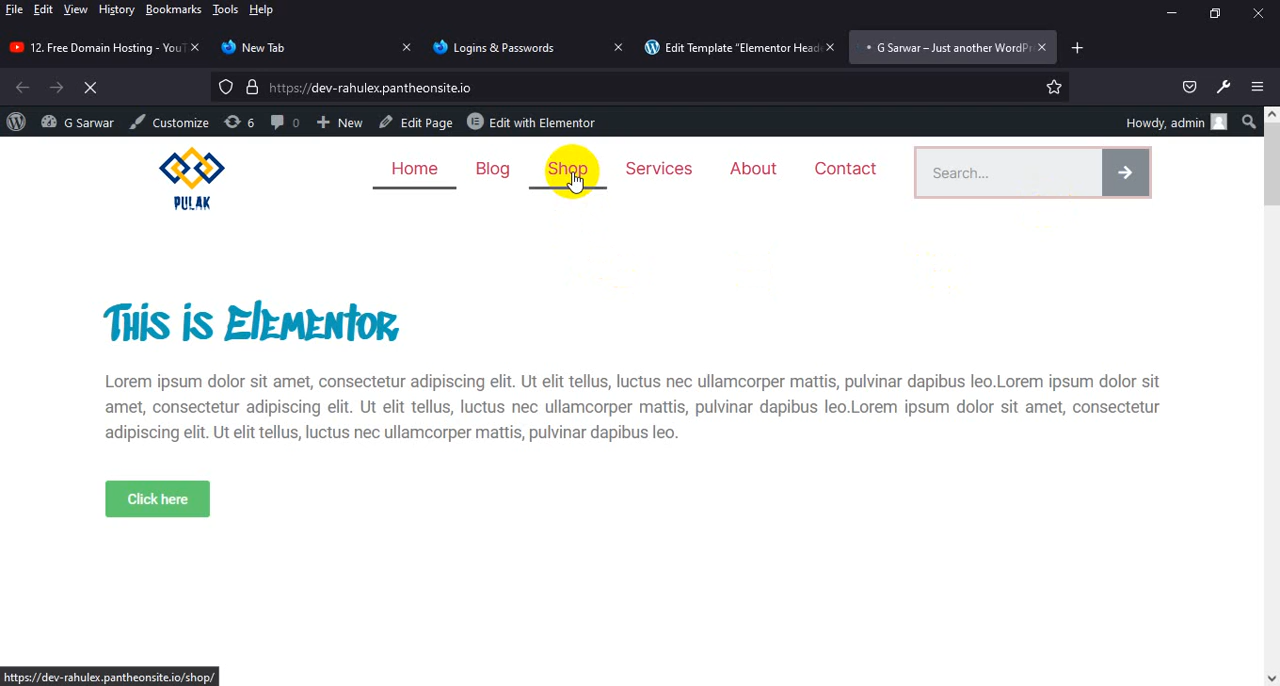 File Edit View History Bookmarks Tools Help
12. Free Domain Hosting - YouT
New Tab
Logins & Passwords
Edit Template “Elementor Heade
G Sarwar – Just another WordPr
https://dev-rahulex.pantheonsite.io
G Sarwar Customize 6 0 New Edit Page Edit with Elementor Howdy, admin
PULAK
Home Blog Shop Services About Contact
Search...
This is Elementor
Lorem ipsum dolor sit amet, consectetur adipiscing elit. Ut elit tellus, luctus nec ullamcorper mattis, pulvinar dapibus leo.Lorem ipsum dolor sit
amet, consectetur adipiscing elit. Ut elit tellus, luctus nec ullamcorper mattis, pulvinar dapibus leo.Lorem ipsum dolor sit amet, consectetur
adipiscing elit. Ut elit tellus, luctus nec ullamcorper mattis, pulvinar dapibus leo.
Click here
https://dev-rahulex.pantheonsite.io/shop/